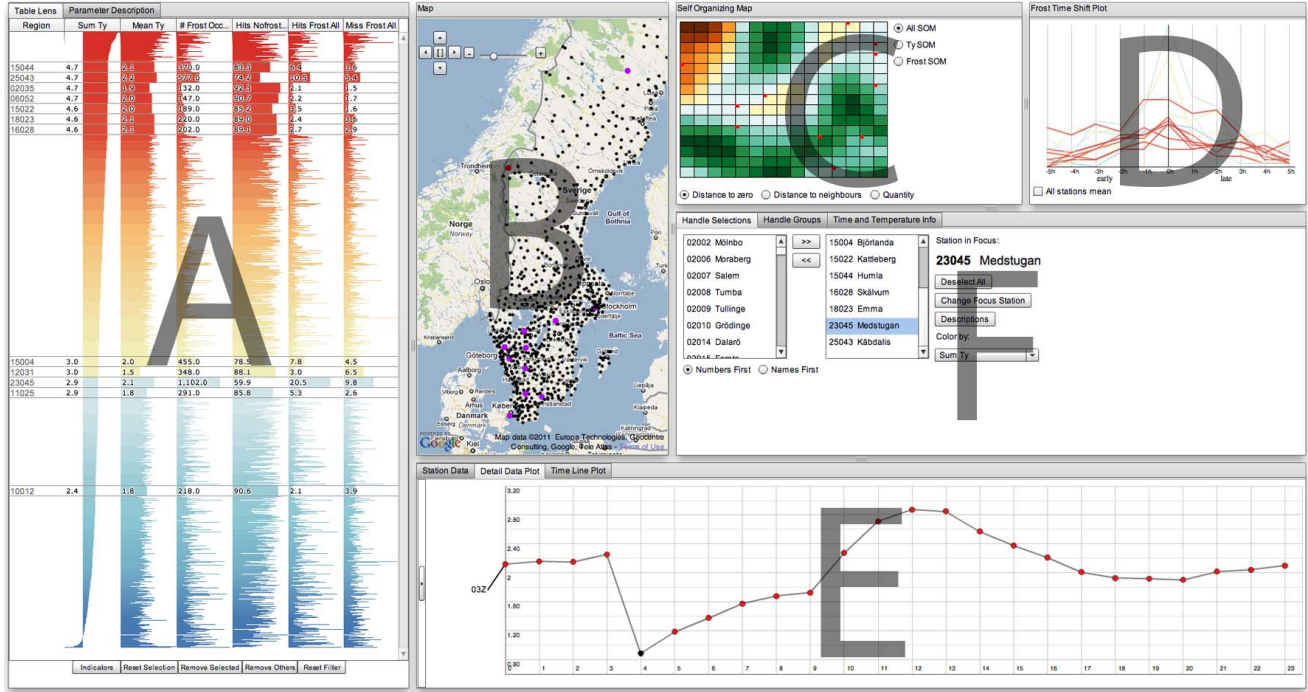 Table Lens Parameter Description
Region Sum Ty Mean Ty # Frost Occ... Hits Nofrost... Hits Frost All Miss Frost All
15044 4.7 2.1 370.0 83.3 6.4 3.6
25043 4.7 2.2 577.0 74.2 10.5 5.4
02035 4.7 1.9 132.0 92.3 2.1 1.5
06052 4.7 2.0 147.0 90.7 2.2 1.7
15022 4.6 2.0 189.0 85.2 3.5 1.6
18023 4.6 2.1 220.0 89.0 2.4 3.6
16028 4.6 2.1 202.0 89.1 2.7 2.9
15004 3.0 2.0 455.0 78.5 7.8 4.5
12031 3.0 1.5 348.0 88.1 3.0 6.5
23045 2.9 2.1 1,102.0 59.9 20.5 9.8
11025 2.9 1.8 291.0 85.8 5.3 2.6
10012 2.4 1.8 218.0 90.6 2.1 3.9
A
Indicators Reset Selection Remove Selected Remove Others Reset Filter
Map
Trondheim
Örnsköldsvik
Sverige
Sundsvall
Norge
Norway
Gulf of
Bothnia
Oslo
Norrtälje
Stockholm
Kristiansand
Baltic Sea
Göteborg
Aalborg
Viborg Randers
Arhus
Danmark
Denmark
Esbjerg
Kiel
Liepāja
Klaipėda
Kaliningrad
B
POWERED BY
Google
Map data ©2011 Europa Technologies, Geocentre
Consulting, Google, Tele Atlas - Terms of Use
Self Organizing Map
All SOM
Ty SOM
Frost SOM
C
Distance to zero Distance to neighbours Quantity
Frost Time Shift Plot
D
-5h -4h -3h -2h -1h 0h 1h 2h 3h 4h 5h
early late
All stations mean
Handle Selections Handle Groups Time and Temperature Info
02002 Mölnbo
02006 Moraberg
02007 Salem
02008 Tumba
02009 Tullinge
02010 Grödinge
02014 Dalarö
>>
<<
15004 Björlanda
15022 Kattleberg
15044 Humla
16028 Skälvum
18023 Emma
23045 Medstugan
25043 Kåbdalis
Numbers First Names First
Station in Focus:
23045 Medstugan
Deselect All
Change Focus Station
Descriptions
Color by:
Sum Ty
F
Station Data Detail Data Plot Time Line Plot
3.20
2.80
2.40
2
1.60
1.20
0.80
03Z
E
0 1 2 3 4 5 6 7 8 9 10 11 12 13 14 15 16 17 18 19 20 21 22 23